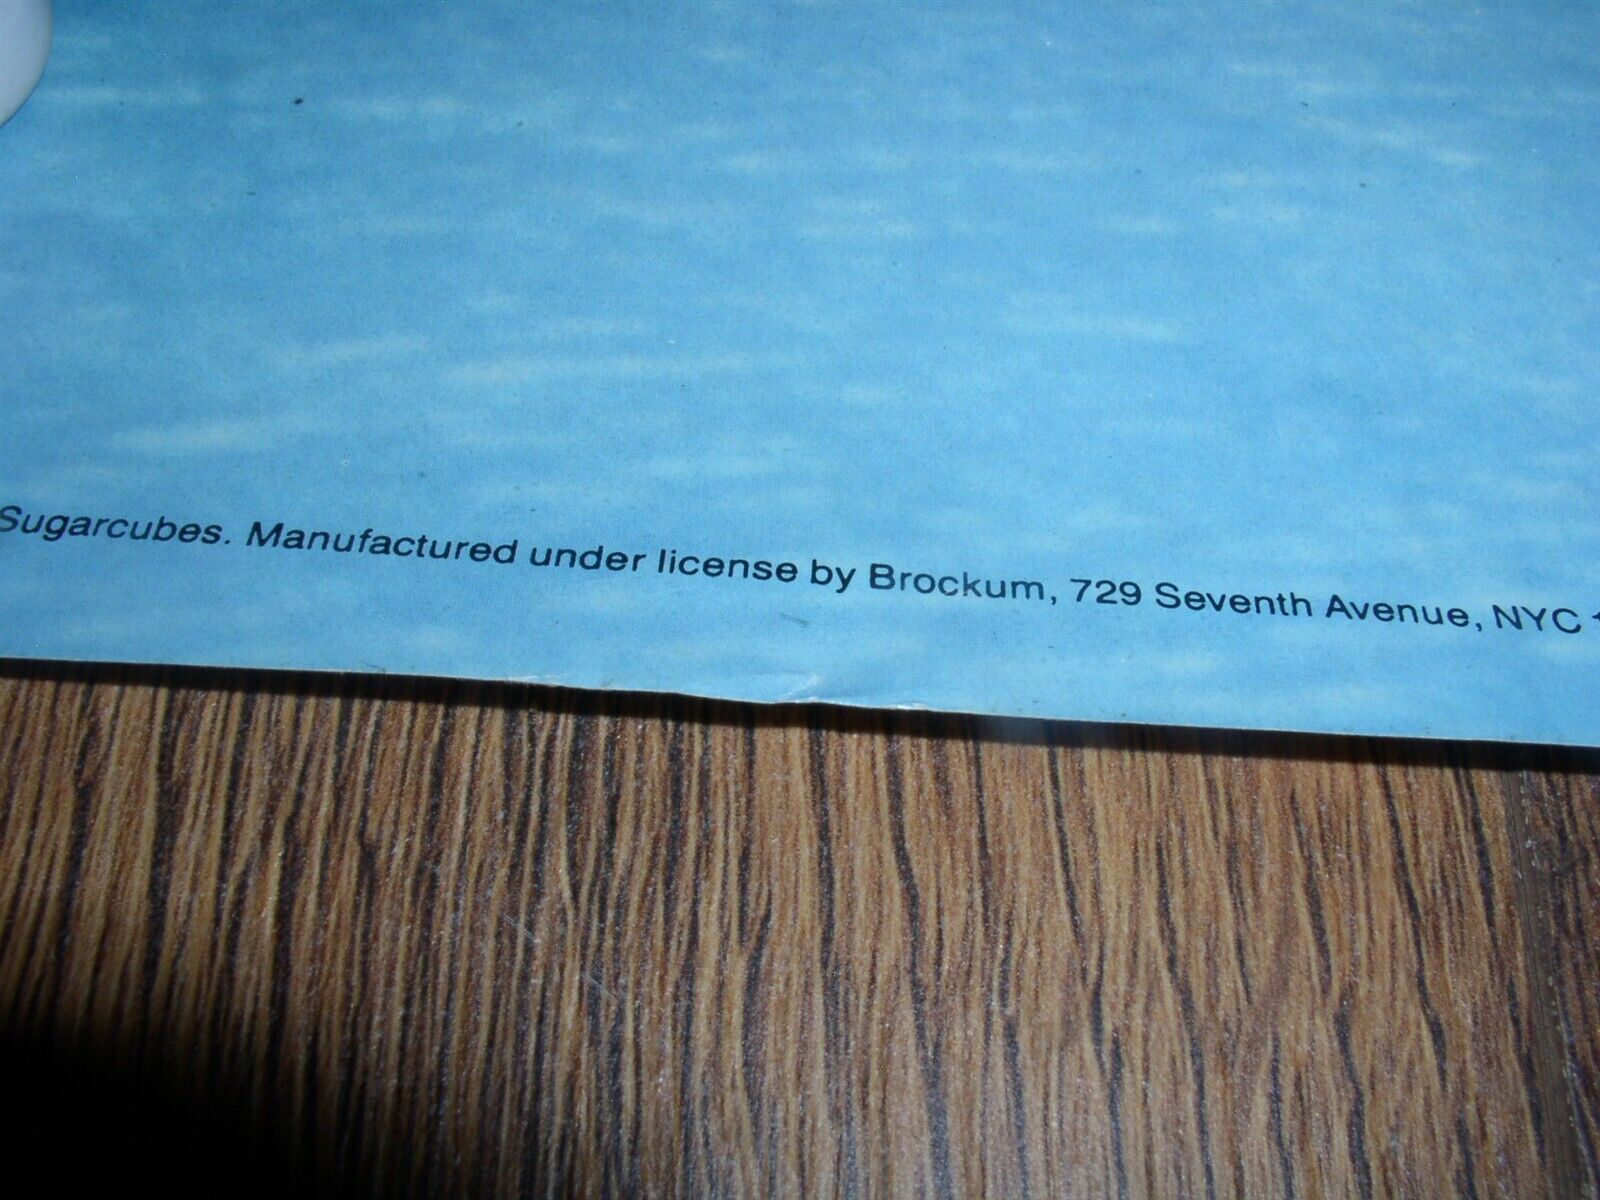 Sugarcubes. Manufactured under license by Brockum, 729 Seventh Avenue, NYC